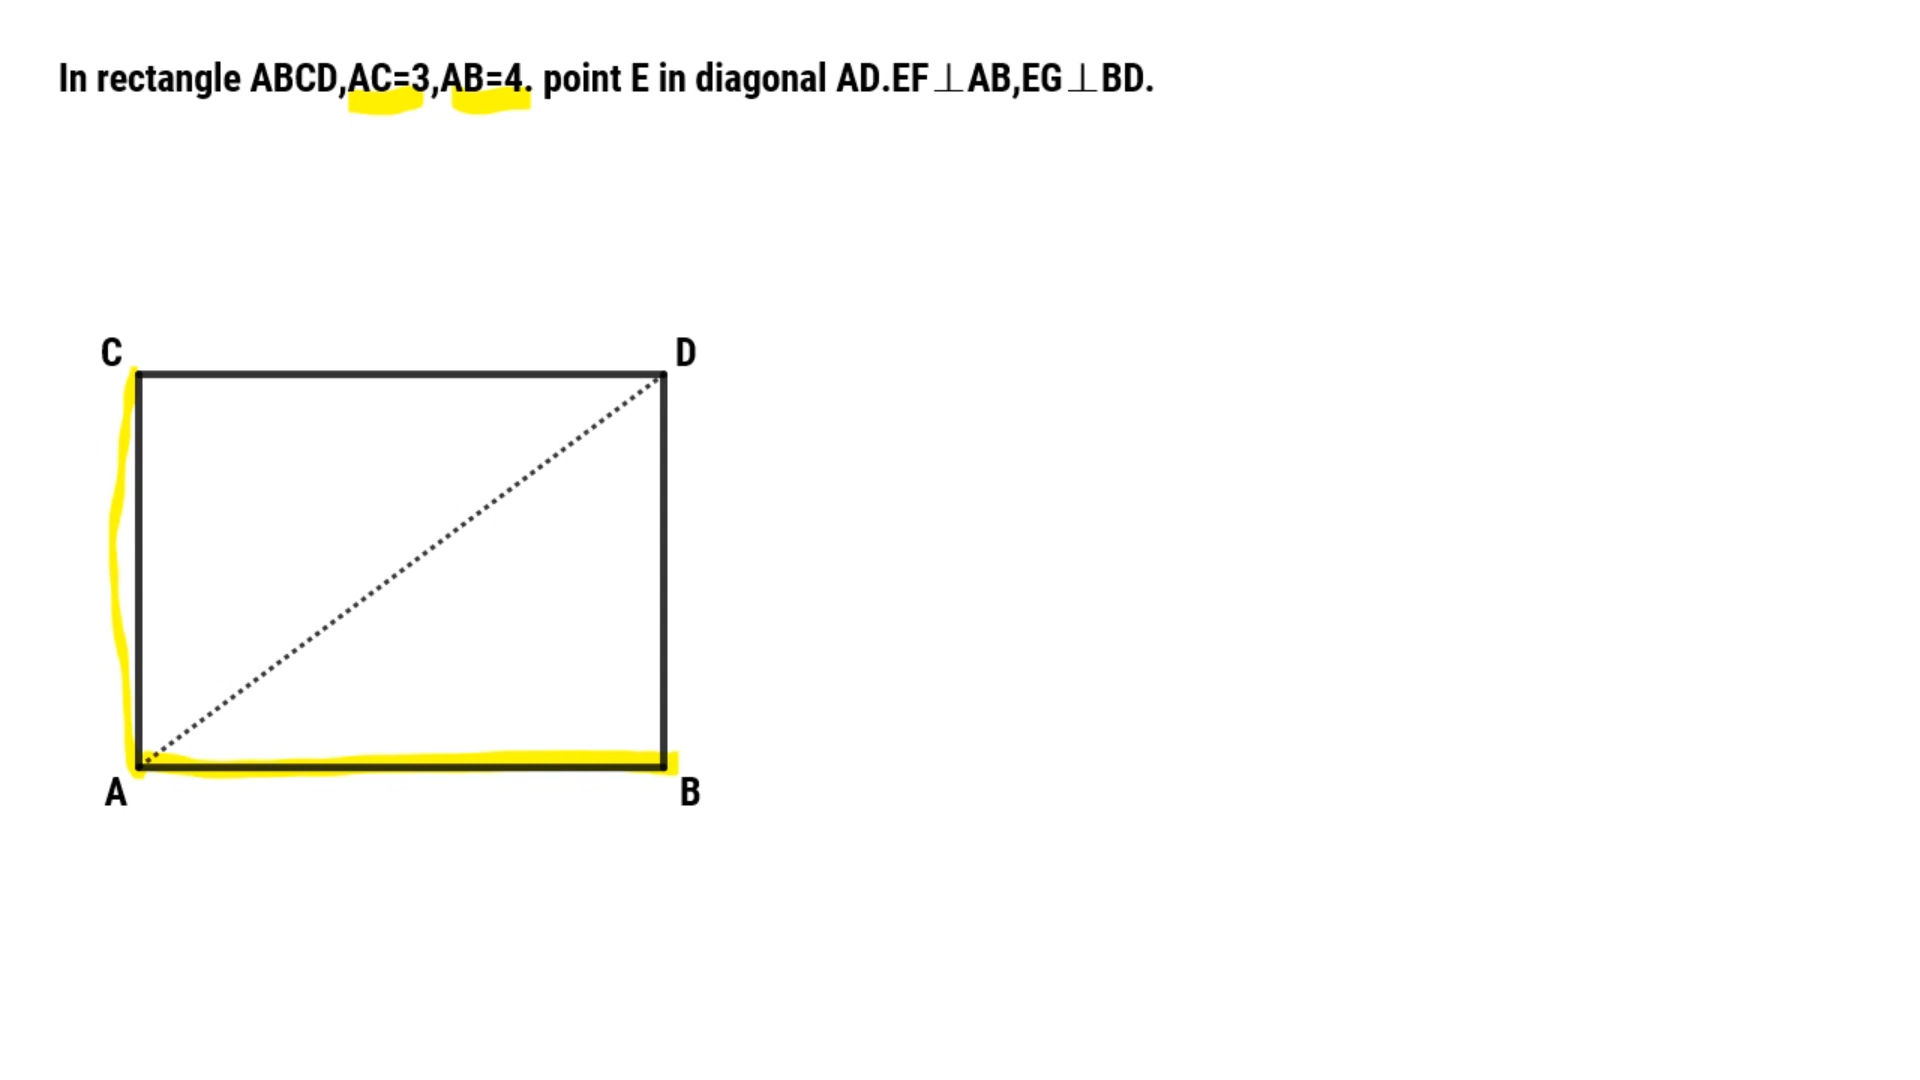 In rectangle ABCD,AC=3,AB=4. point E in diagonal AD.EF⊥AB,EG⊥BD.
C
D
A
B